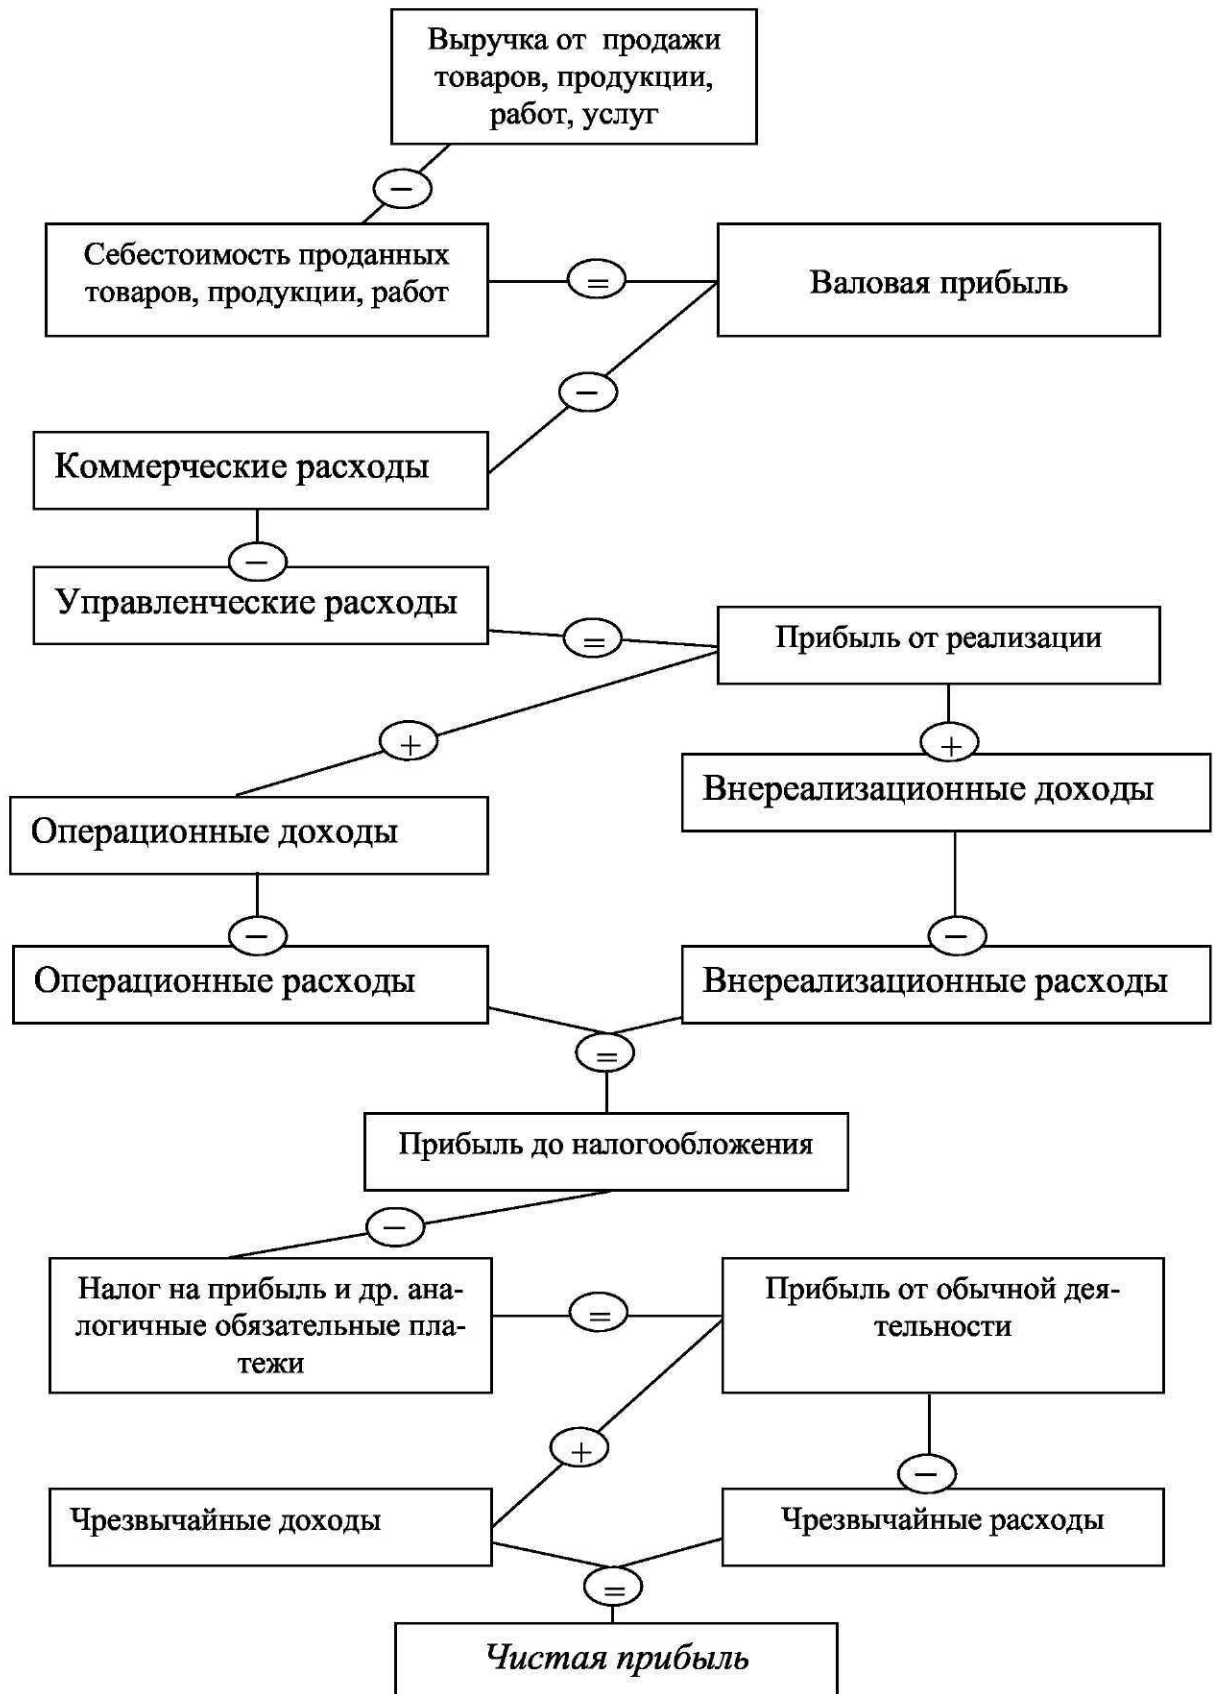 Выручка от продажи
товаров, продукции,
работ, услуг
−
Себестоимость проданных
товаров, продукции, работ
=
Валовая прибыль
−
Коммерческие расходы
−
Управленческие расходы
=
Прибыль от реализации
+
+
Внереализационные доходы
Операционные доходы
−
−
Операционные расходы
Внереализационные расходы
=
Прибыль до налогообложения
−
Налог на прибыль и др. ана-
логичные обязательные пла-
тежи
=
Прибыль от обычной дея-
тельности
+
−
Чрезвычайные доходы
Чрезвычайные расходы
=
Чистая прибыль